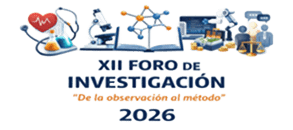 XII FORO DE
INVESTIGACIÓN
"De la observación al método"
2026